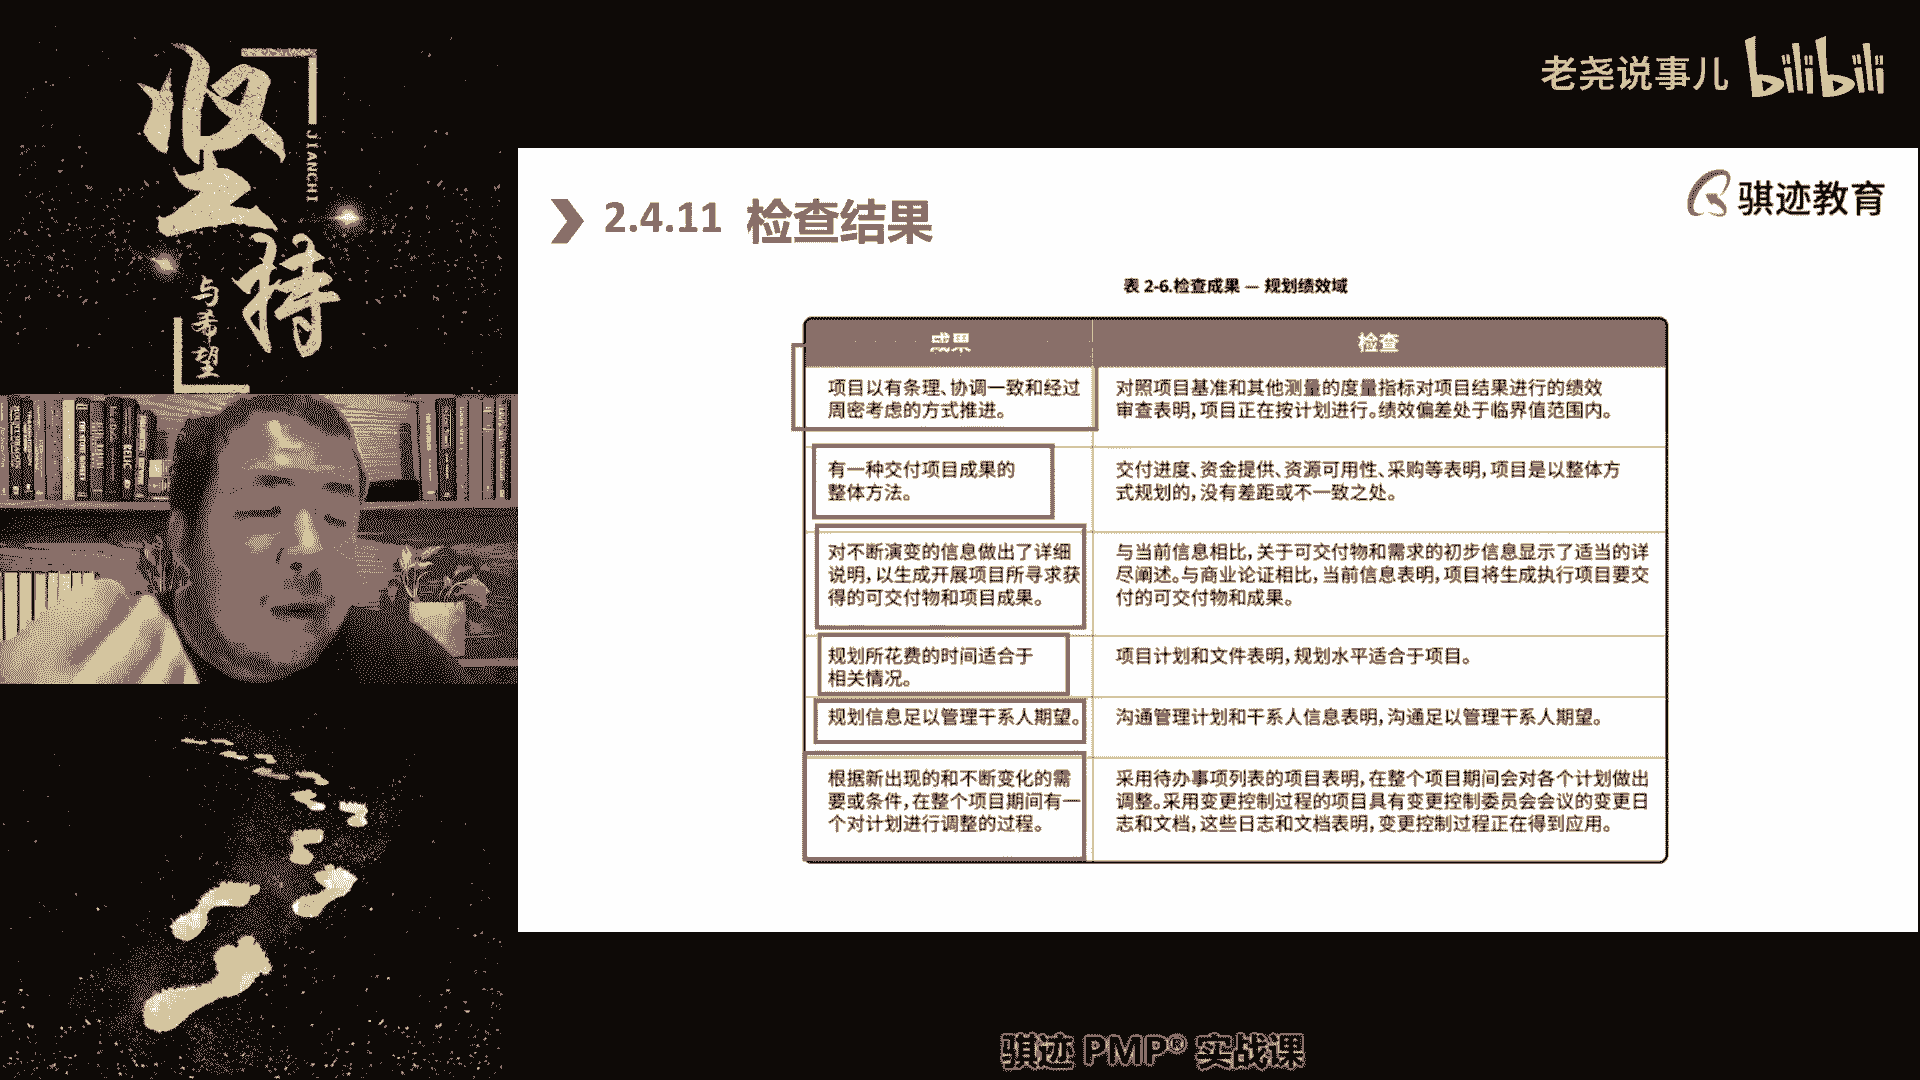 坚
JIANCHI
持
与希望
老尧说事儿 bilibili
骐迹教育
2.4.11 检查结果
表 2-6.检查成果 — 规划绩效域
成果
检查
项目以有条理、协调一致和经过
周密考虑的方式推进。
对照项目基准和其他测量的度量指标对项目结果进行的绩效
审查表明,项目正在按计划进行。绩效偏差处于临界值范围内。
有一种交付项目成果的
整体方法。
交付进度、资金提供、资源可用性、采购等表明,项目是以整体方
式规划的,没有差距或不一致之处。
对不断演变的信息做出了详细
说明,以生成开展项目所寻求获
得的可交付物和项目成果。
与当前信息相比,关于可交付物和需求的初步信息显示了适当的详
尽阐述。与商业论证相比,当前信息表明,项目将生成执行项目要交
付的可交付物和成果。
规划所花费的时间适合于
相关情况。
项目计划和文件表明,规划水平适合于项目。
规划信息足以管理干系人期望。
沟通管理计划和干系人信息表明,沟通足以管理干系人期望。
根据新出现的和不断变化的需
要或条件,在整个项目期间有一
个对计划进行调整的过程。
采用待办事项列表的项目表明,在整个项目期间会对各个计划做出
调整。采用变更控制过程的项目具有变更控制委员会会议的变更日
志和文档,这些日志和文档表明,变更控制过程正在得到应用。
骐迹 PMP® 实战课